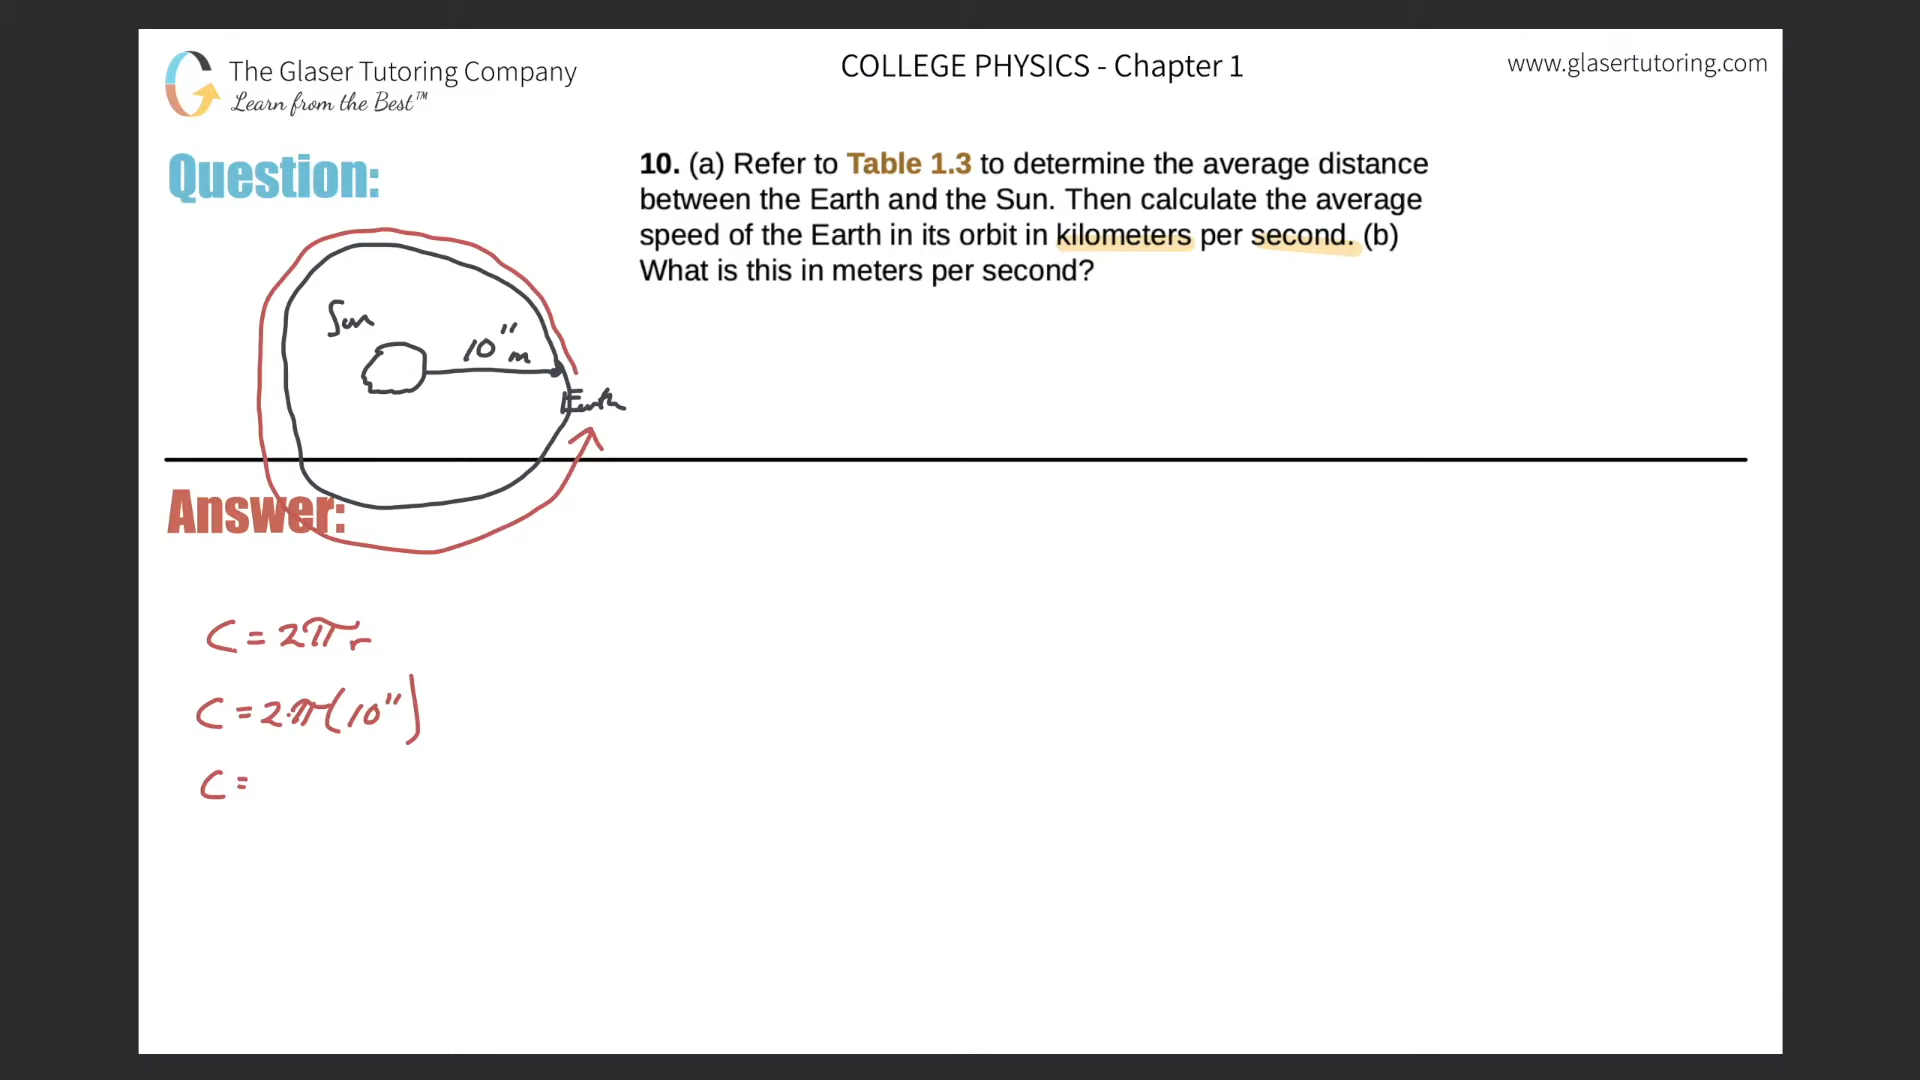 The Glaser Tutoring Company
Learn from the Best™
COLLEGE PHYSICS - Chapter 1
www.glasertutoring.com
Question:
10. (a) Refer to Table 1.3 to determine the average distance
between the Earth and the Sun. Then calculate the average
speed of the Earth in its orbit in kilometers per second. (b)
What is this in meters per second?
Sun
10¹¹ m
Earth
Answer:
C = 2πr
C = 2·π(10¹¹)
C =